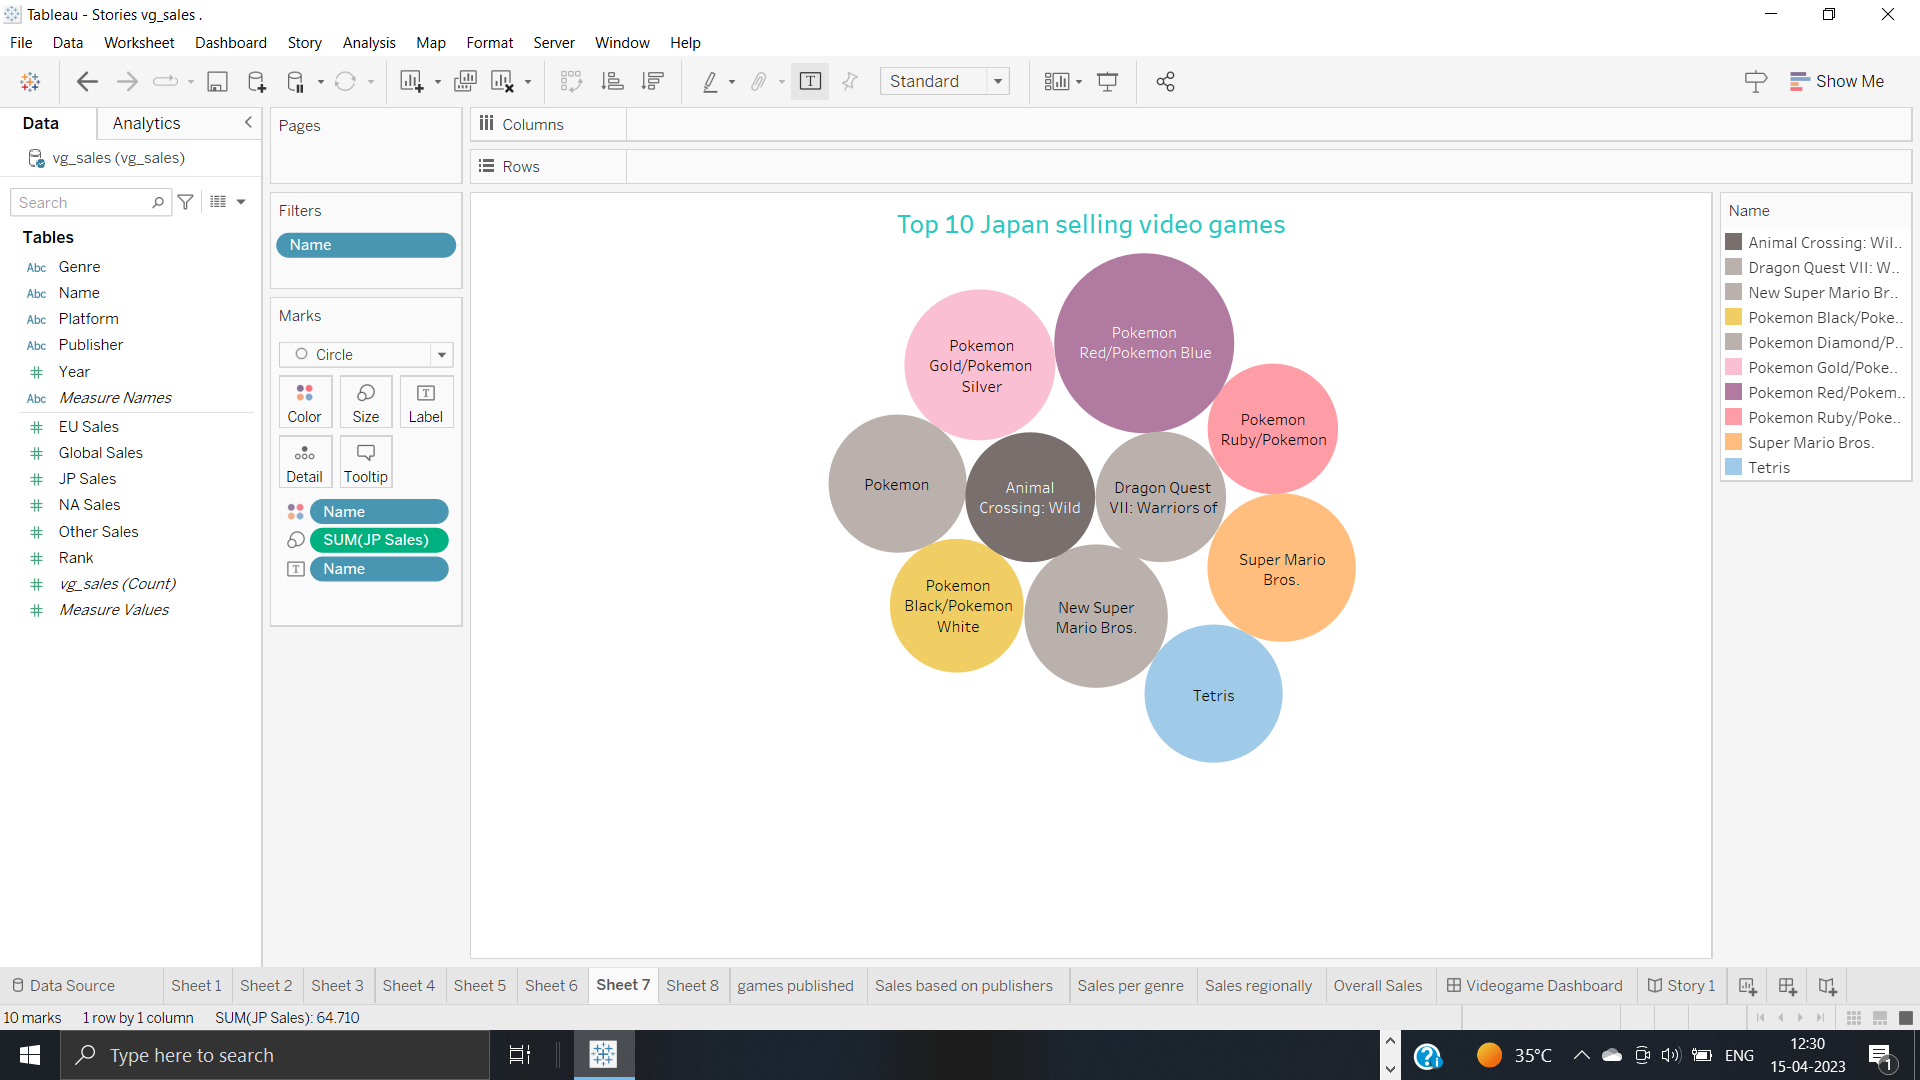 Tableau - Stories vg_sales .
File Data Worksheet Dashboard Story Analysis Map Format Server Window Help
Standard
Show Me
Data Analytics
vg_sales (vg_sales)
Search
Tables
Abc Genre
Abc Name
Abc Platform
Abc Publisher
# Year
Abc Measure Names
# EU Sales
# Global Sales
# JP Sales
# NA Sales
# Other Sales
# Rank
# vg_sales (Count)
# Measure Values
Pages
Filters
Name
Marks
Circle
Color Size Label
Detail Tooltip
Name
SUM(JP Sales)
Name
Columns
Rows
Top 10 Japan selling video games
Pokemon
Red/Pokemon Blue
Pokemon
Gold/Pokemon
Silver
Pokemon
Ruby/Pokemon
Pokemon
Animal
Crossing: Wild
Dragon Quest
VII: Warriors of
Super Mario
Bros.
Pokemon
Black/Pokemon
White
New Super
Mario Bros.
Tetris
Name
Animal Crossing: Wil..
Dragon Quest VII: W..
New Super Mario Br..
Pokemon Black/Poke..
Pokemon Diamond/P..
Pokemon Gold/Poke..
Pokemon Red/Pokem..
Pokemon Ruby/Poke..
Super Mario Bros.
Tetris
Data Source Sheet 1 Sheet 2 Sheet 3 Sheet 4 Sheet 5 Sheet 6 Sheet 7 Sheet 8 games published Sales based on publishers Sales per genre Sales regionally Overall Sales Videogame Dashboard Story 1
10 marks 1 row by 1 column SUM(JP Sales): 64.710
Type here to search
35°C
ENG
12:30
15-04-2023
1